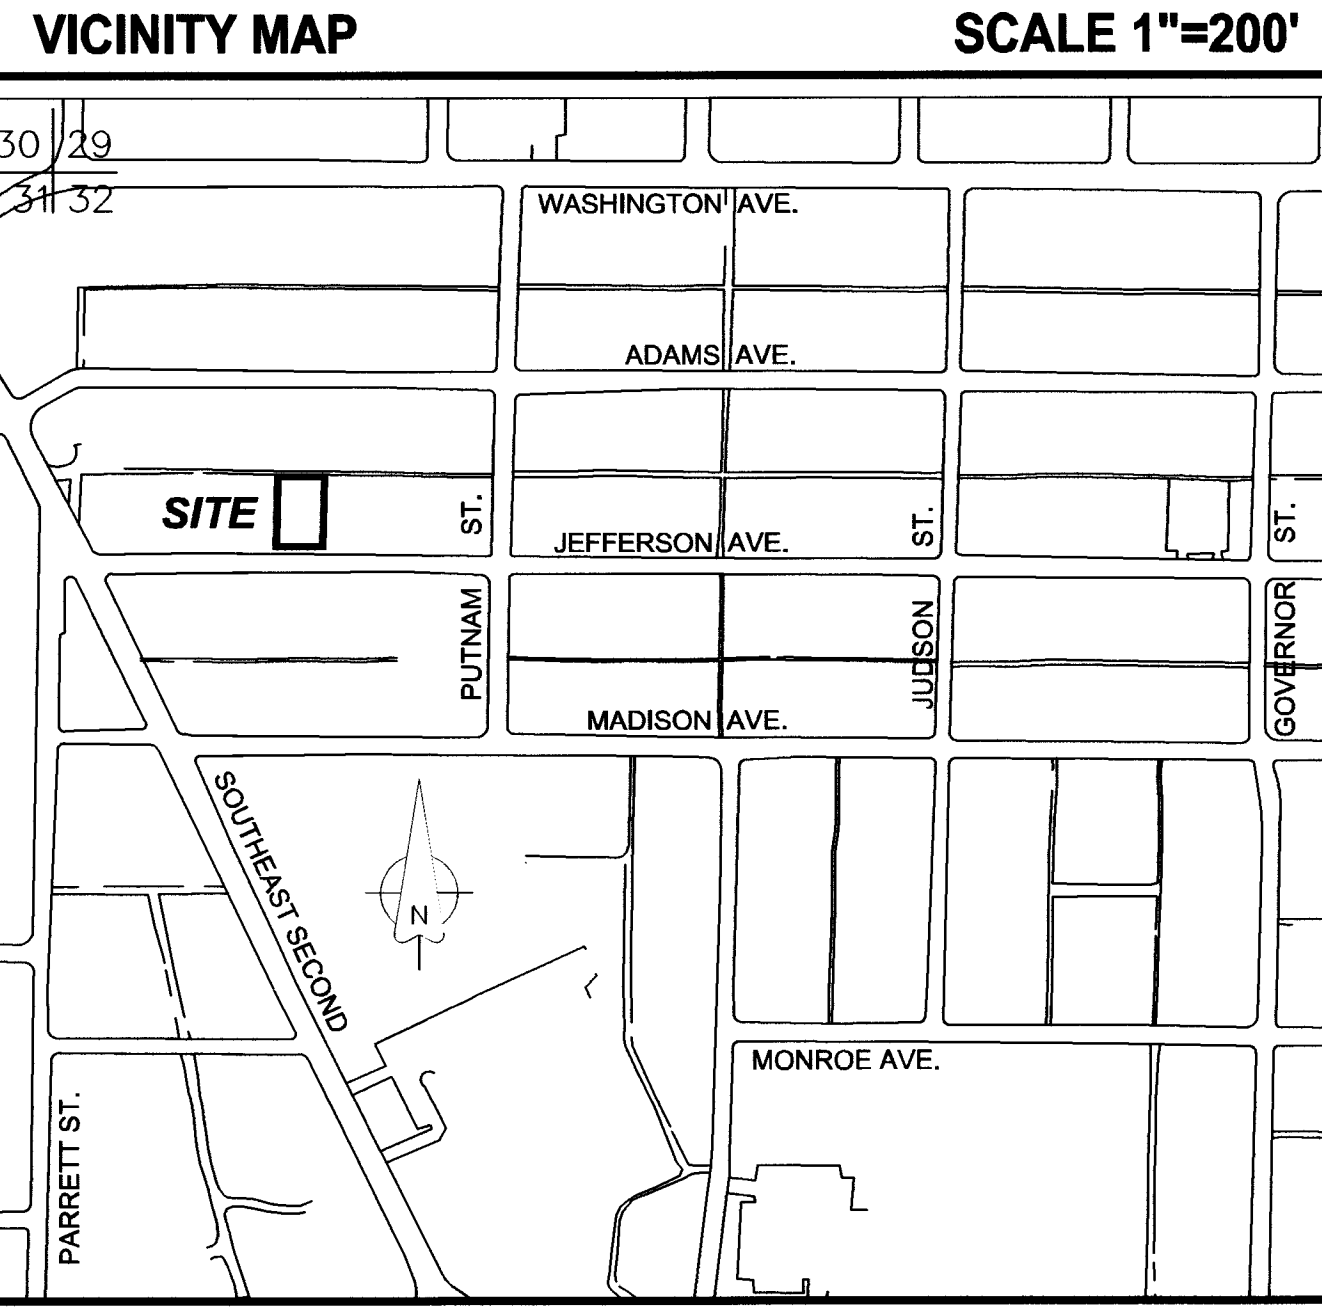 VICINITY MAP
SCALE 1"=200'
30 29
31 32
WASHINGTON AVE.
ADAMS AVE.
SITE
ST.
JEFFERSON AVE.
ST.
ST.
PUTNAM
JUDSON
GOVERNOR
MADISON AVE.
SOUTHEAST SECOND
N
MONROE AVE.
PARRETT ST.